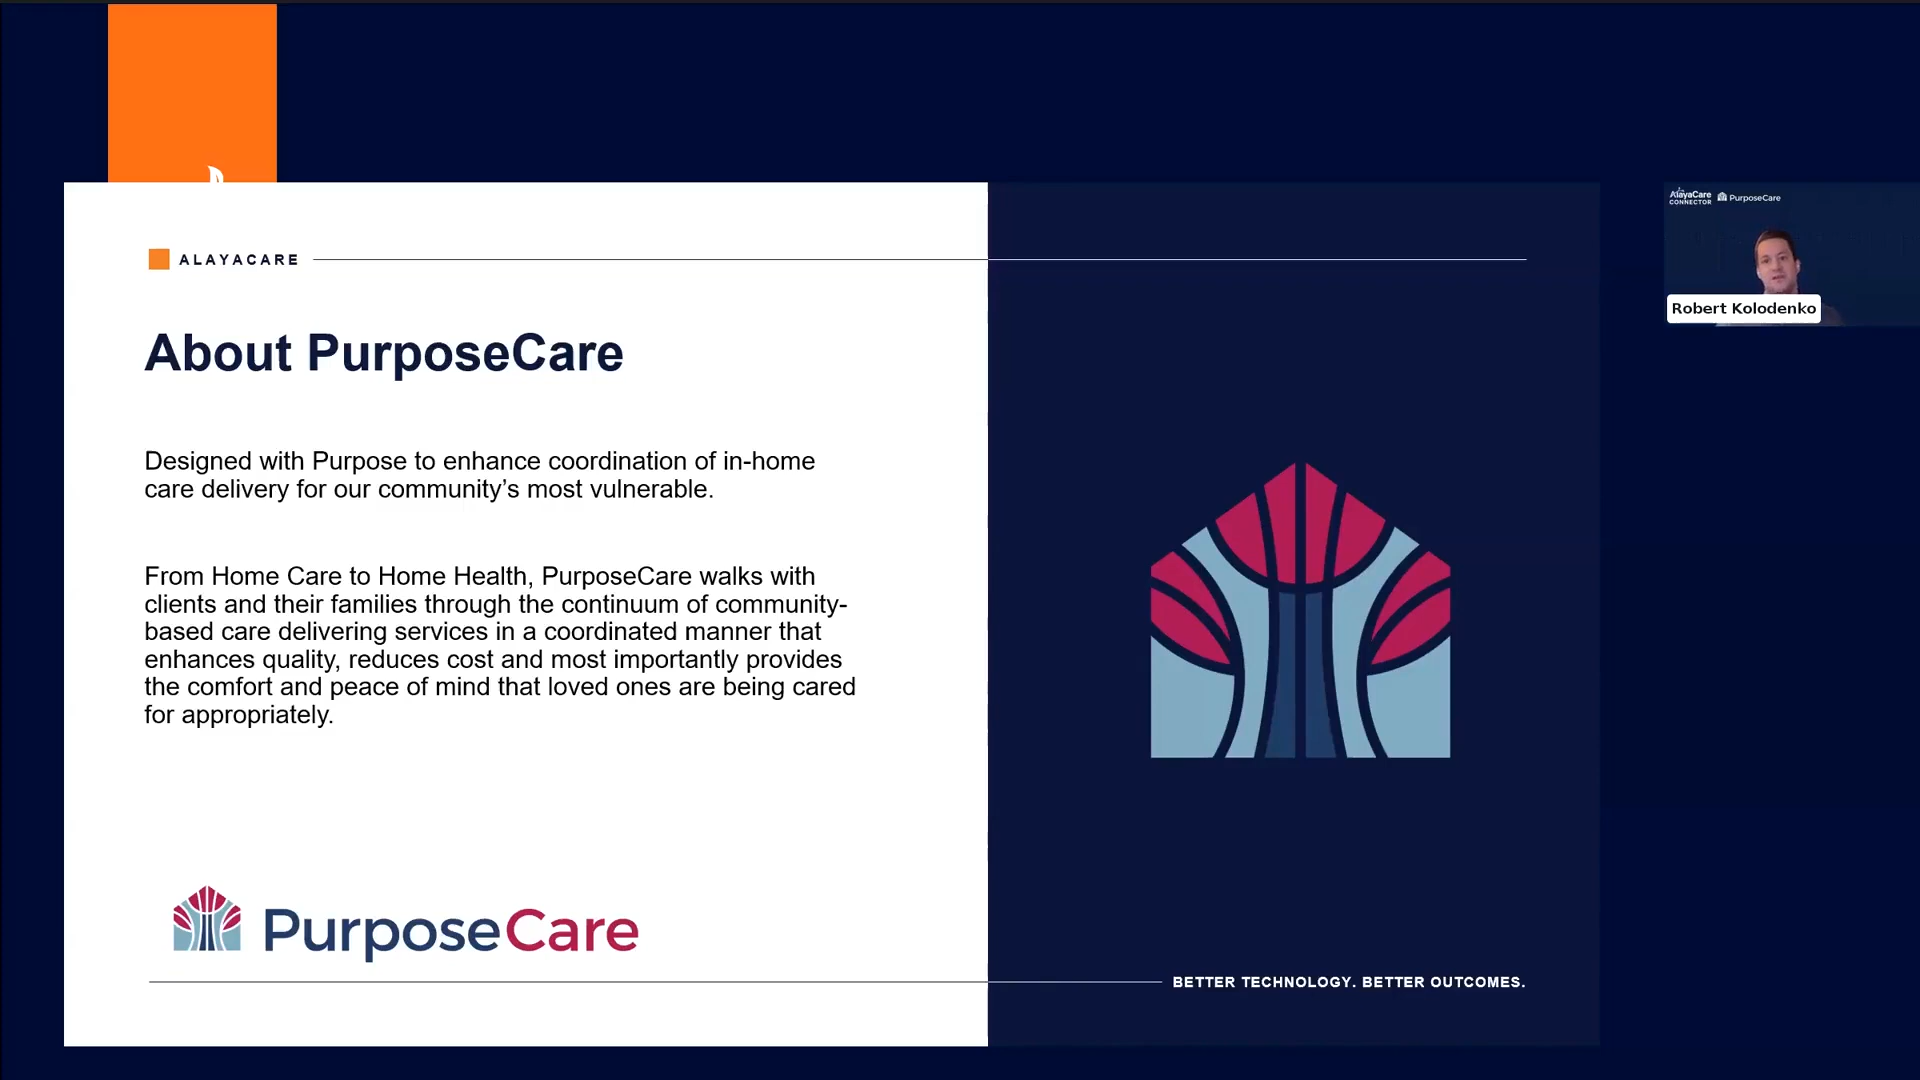 ALAYACARE
About PurposeCare
Designed with Purpose to enhance coordination of in-home
care delivery for our community’s most vulnerable.
From Home Care to Home Health, PurposeCare walks with
clients and their families through the continuum of community-
based care delivering services in a coordinated manner that
enhances quality, reduces cost and most importantly provides
the comfort and peace of mind that loved ones are being cared
for appropriately.
PurposeCare
BETTER TECHNOLOGY. BETTER OUTCOMES.
AlayaCare
CONNECTOR
PurposeCare
Robert Kolodenko